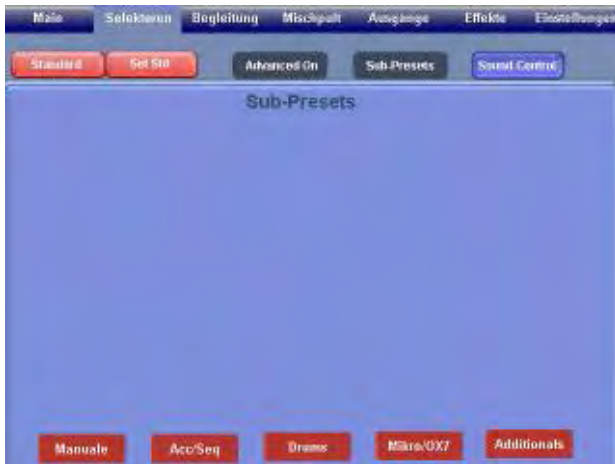 Main Selekteren Begleitung Mischpult Ausgänge Effekte Einstellungen
Standard Set Std Advanced On Sub-Presets Sound Control
Sub-Presets
Manuale Acc/Seq Drums Mikro/OX7 Additionals